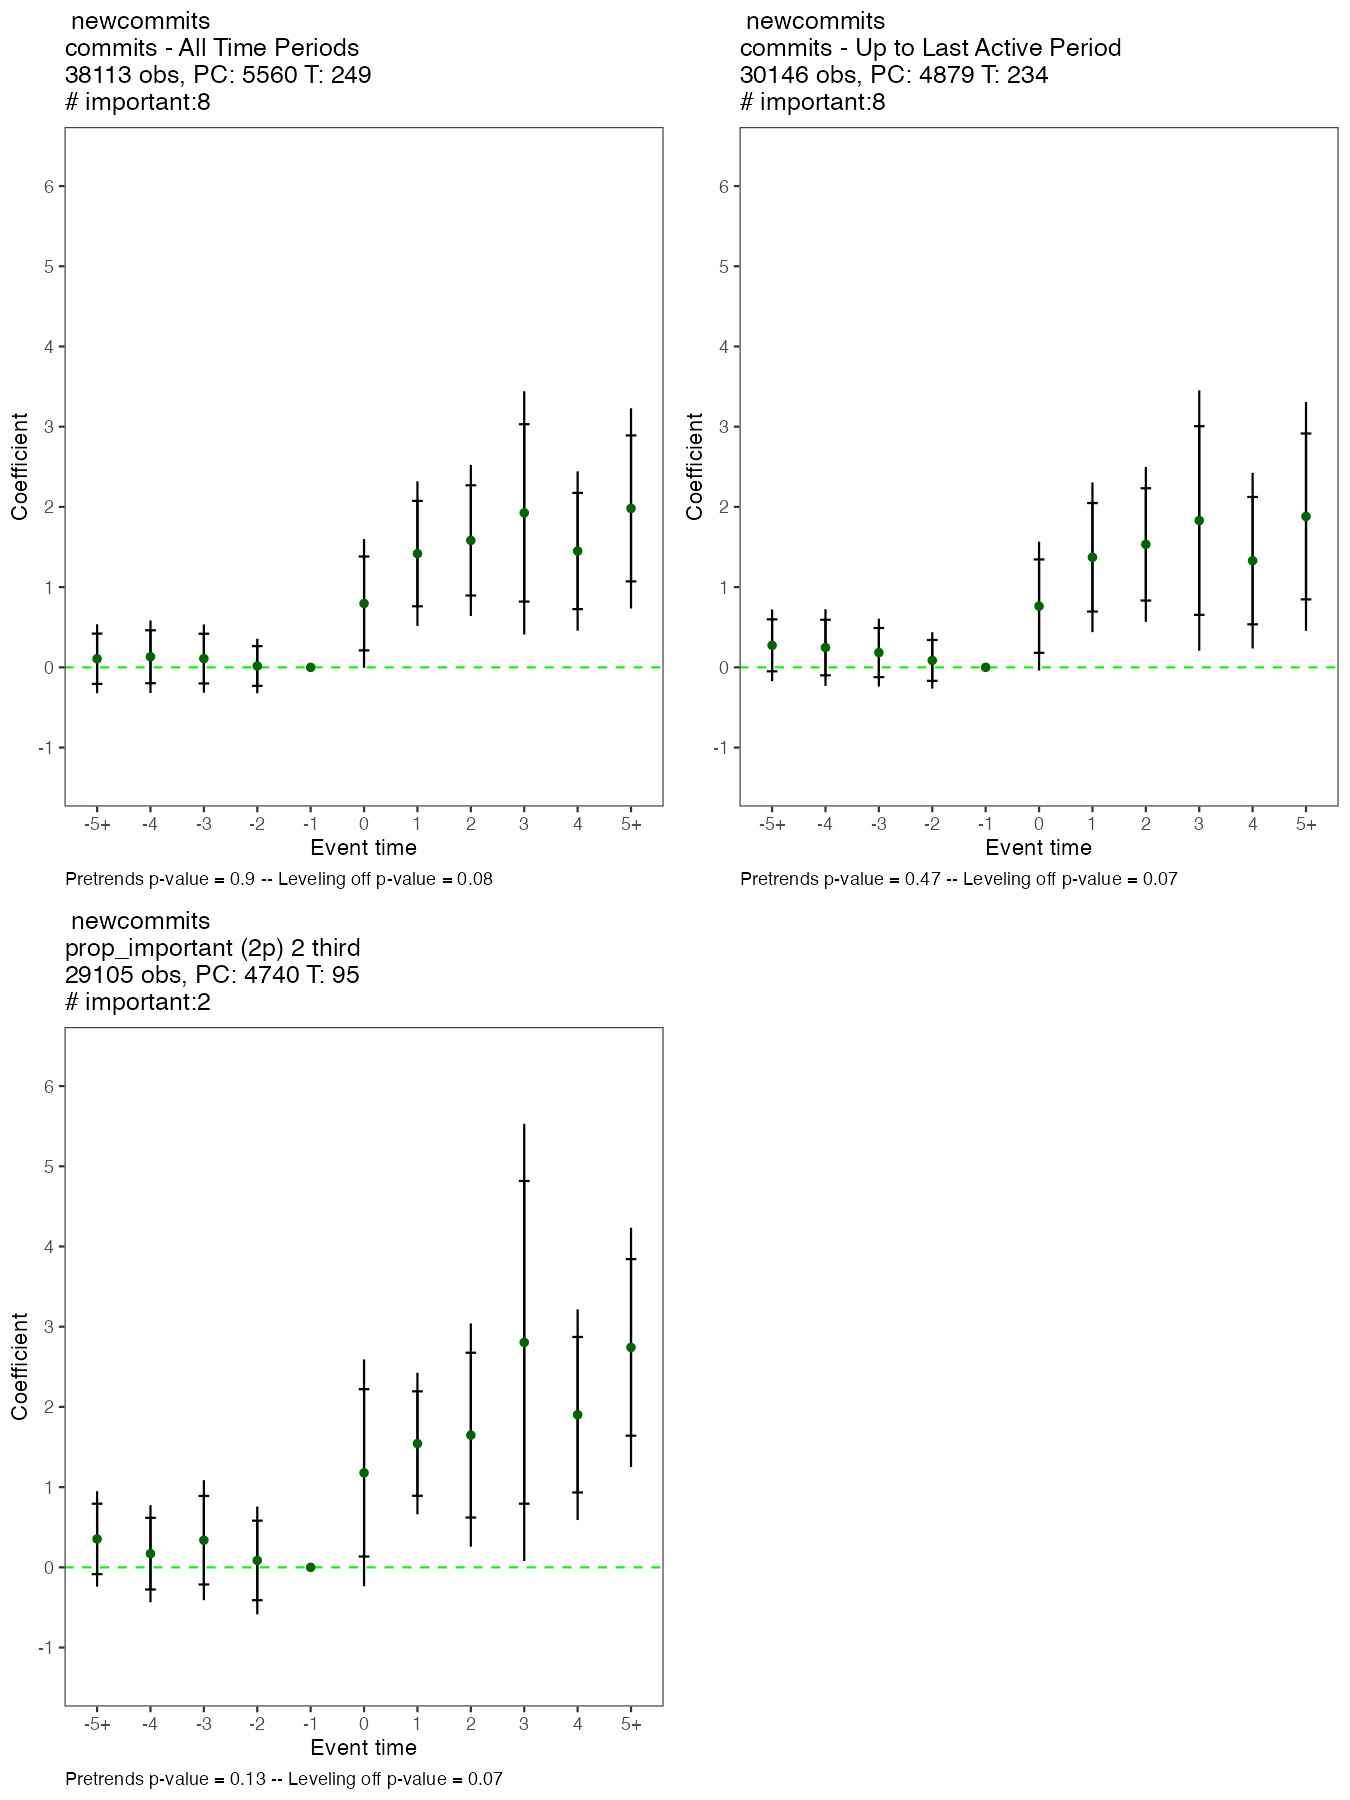 newcommits
commits - All Time Periods
38113 obs, PC: 5560 T: 249
# important:8
Coefficient
6
5
4
3
2
1
0
-1
-5+ -4 -3 -2 -1 0 1 2 3 4 5+
Event time
Pretrends p-value = 0.9 -- Leveling off p-value = 0.08
newcommits
commits - Up to Last Active Period
30146 obs, PC: 4879 T: 234
# important:8
Coefficient
6
5
4
3
2
1
0
-1
-5+ -4 -3 -2 -1 0 1 2 3 4 5+
Event time
Pretrends p-value = 0.47 -- Leveling off p-value = 0.07
newcommits
prop_important (2p) 2 third
29105 obs, PC: 4740 T: 95
# important:2
Coefficient
6
5
4
3
2
1
0
-1
-5+ -4 -3 -2 -1 0 1 2 3 4 5+
Event time
Pretrends p-value = 0.13 -- Leveling off p-value = 0.07